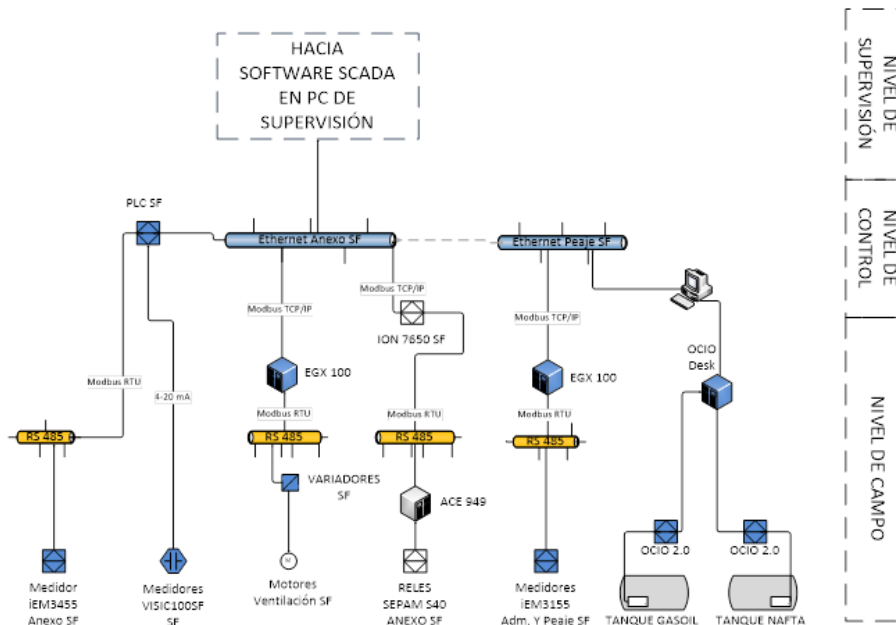 HACIA
SOFTWARE SCADA
EN PC DE
SUPERVISIÓN
NIVEL DE
SUPERVISIÓN
PLC SF
Ethernet Anexo SF
Ethernet Peaje SF
NIVEL DE
CONTROL
Modbus TCP/IP
Modbus TCP/IP
Modbus TCP/IP
ION 7650 SF
OCIO
Desk
EGX 100
EGX 100
Modbus RTU
4-20 mA
Modbus RTU
Modbus RTU
Modbus RTU
RS 485
RS 485
RS 485
RS 485
NIVEL DE CAMPO
VARIADORES
SF
ACE 949
OCIO 2.0
OCIO 2.0
M
Medidor
iEM3455
Anexo SF
Medidores
VISIC100SF
SF
Motores
Ventilación SF
RELES
SEPAM S40
ANEXO SF
Medidores
iEM3155
Adm. Y Peaje SF
TANQUE GASOIL
TANQUE NAFTA